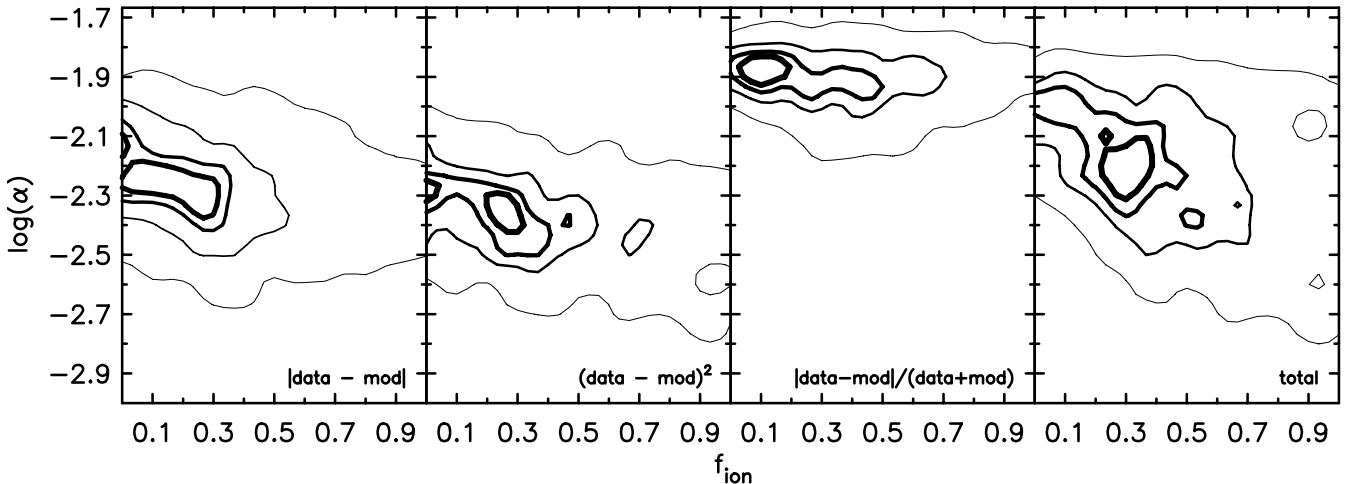 −1.7
−1.9
−2.1
−2.3
−2.5
−2.7
−2.9
log(α)
|data − mod|
(data − mod)²
|data−mod|/(data+mod)
total
0.1 0.3 0.5 0.7 0.9 0.1 0.3 0.5 0.7 0.9 0.1 0.3 0.5 0.7 0.9 0.1 0.3 0.5 0.7 0.9
f_ion